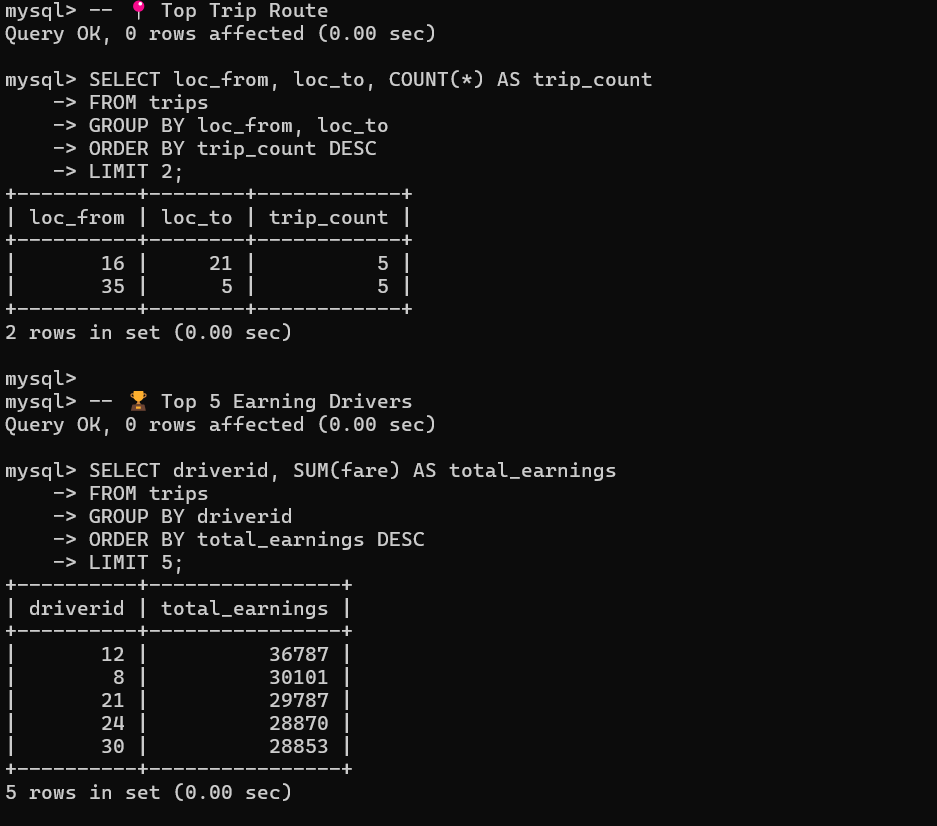 mysql> -- 📍 Top Trip Route
Query OK, 0 rows affected (0.00 sec)

mysql> SELECT loc_from, loc_to, COUNT(*) AS trip_count
    -> FROM trips
    -> GROUP BY loc_from, loc_to
    -> ORDER BY trip_count DESC
    -> LIMIT 2;
+----------+--------+------------+
| loc_from | loc_to | trip_count |
+----------+--------+------------+
|       16 |     21 |          5 |
|       35 |      5 |          5 |
+----------+--------+------------+
2 rows in set (0.00 sec)

mysql>
mysql> -- 🏆 Top 5 Earning Drivers
Query OK, 0 rows affected (0.00 sec)

mysql> SELECT driverid, SUM(fare) AS total_earnings
    -> FROM trips
    -> GROUP BY driverid
    -> ORDER BY total_earnings DESC
    -> LIMIT 5;
+----------+----------------+
| driverid | total_earnings |
+----------+----------------+
|       12 |          36787 |
|        8 |          30101 |
|       21 |          29787 |
|       24 |          28870 |
|       30 |          28853 |
+----------+----------------+
5 rows in set (0.00 sec)